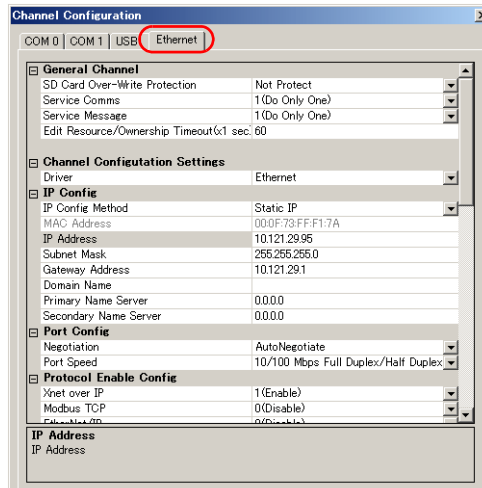 Channel Configuration
COM 0 COM 1 USB Ethernet
General Channel
SD Card Over-Write Protection Not Protect
Service Comms 1(Do Only One)
Service Message 1(Do Only One)
Edit Resource/Ownership Timeout(x1 sec. 60
Channel Configutation Settings
Driver Ethernet
IP Config
IP Config Method Static IP
MAC Address 00:0F:73:FF:F1:7A
IP Address 10.121.29.95
Subnet Mask 255.255.255.0
Gateway Address 10.121.29.1
Domain Name
Primary Name Server 0.0.0.0
Secondary Name Server 0.0.0.0
Port Config
Negotiation AutoNegotiate
Port Speed 10/100 Mbps Full Duplex/Half Duplex
Protocol Enable Config
Xnet over IP 1(Enable)
Modbus TCP 0(Disable)
EtherNet/IP 0(Disable)
IP Address
IP Address